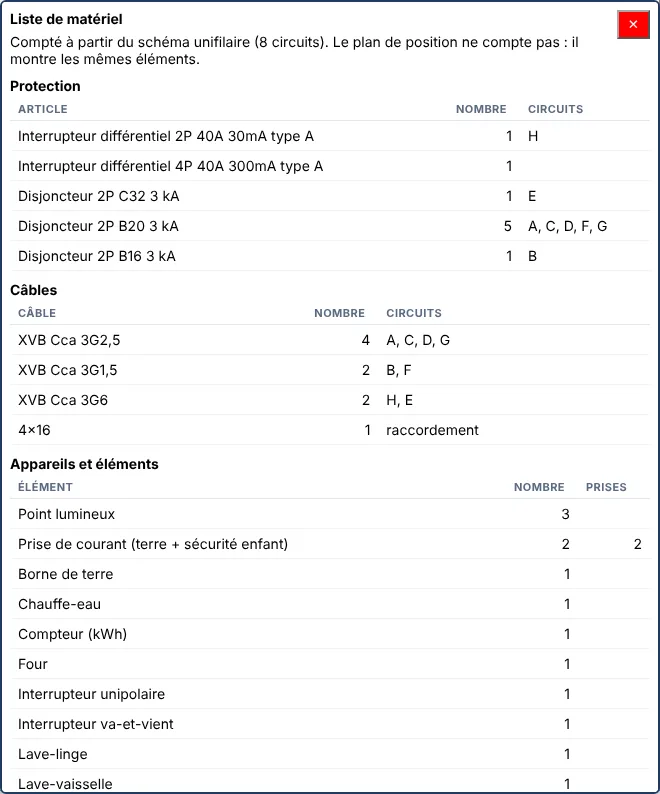 Liste de matériel
×
Compté à partir du schéma unifilaire (8 circuits). Le plan de position ne compte pas : il
montre les mêmes éléments.
Protection
ARTICLE NOMBRE CIRCUITS
Interrupteur différentiel 2P 40A 30mA type A 1 H
Interrupteur différentiel 4P 40A 300mA type A 1
Disjoncteur 2P C32 3 kA 1 E
Disjoncteur 2P B20 3 kA 5 A, C, D, F, G
Disjoncteur 2P B16 3 kA 1 B
Câbles
CÂBLE NOMBRE CIRCUITS
XVB Cca 3G2,5 4 A, C, D, G
XVB Cca 3G1,5 2 B, F
XVB Cca 3G6 2 H, E
4×16 1 raccordement
Appareils et éléments
ÉLÉMENT NOMBRE PRISES
Point lumineux 3
Prise de courant (terre + sécurité enfant) 2 2
Borne de terre 1
Chauffe-eau 1
Compteur (kWh) 1
Four 1
Interrupteur unipolaire 1
Interrupteur va-et-vient 1
Lave-linge 1
Lave-vaisselle 1